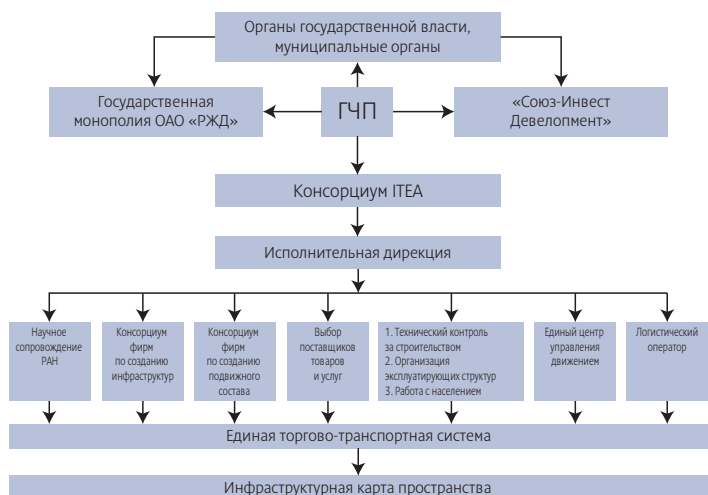 Органы государственной власти,
муниципальные органы
Государственная
монополия ОАО «РЖД»
ГЧП
«Союз-Инвест
Девелопмент»
Консорциум ITEA
Исполнительная дирекция
Научное
сопровождение
РАН
Консорциум
фирм
по созданию
инфраструктур
Консорциум
фирм
по созданию
подвижного
состава
Выбор
поставщиков
товаров
и услуг
1. Технический контроль
за строительством
2. Организация
эксплуатирующих структур
3. Работа с населением
Единый центр
управления
движением
Логистический
оператор
Единая торгово-транспортная система
Инфраструктурная карта пространства